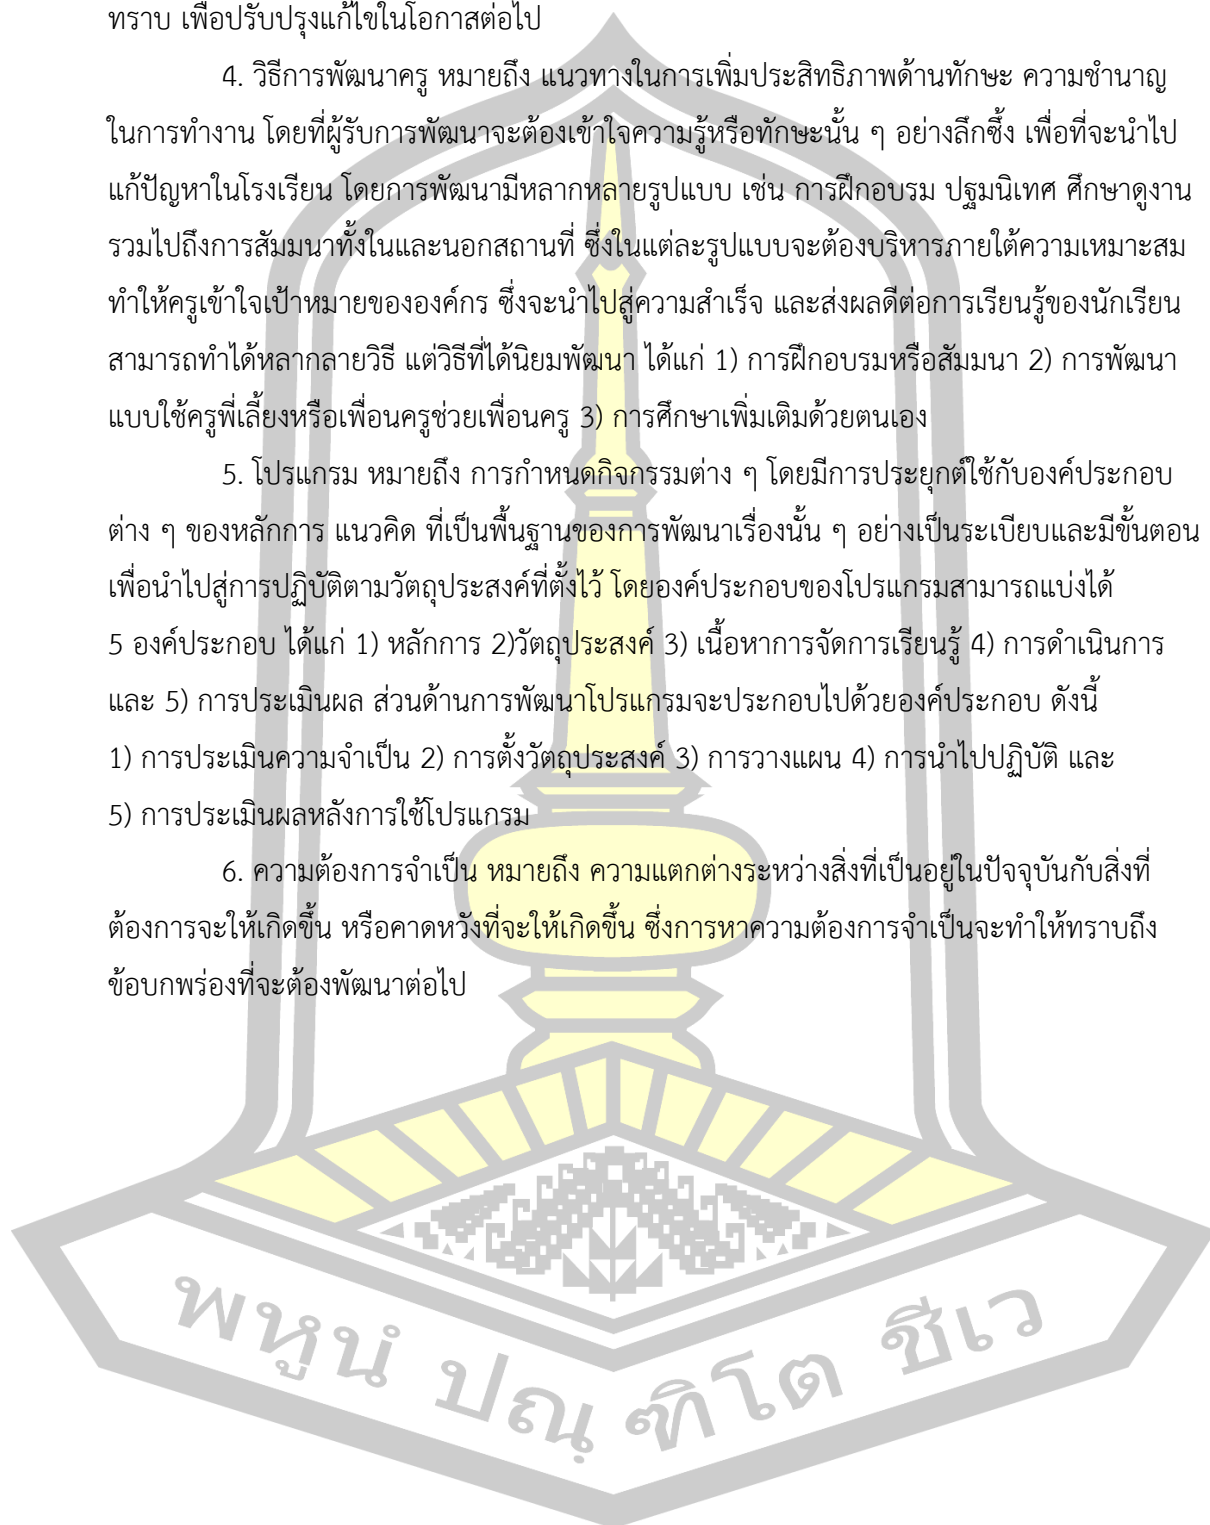 ทราบ เพื่อปรับปรุงแก้ไขในโอกาสต่อไป
4. วิธีการพัฒนาครู หมายถึง แนวทางในการเพิ่มประสิทธิภาพด้านทักษะ ความชำนาญ
ในการทำงาน โดยที่ผู้รับการพัฒนาจะต้องเข้าใจความรู้หรือทักษะนั้น ๆ อย่างลึกซึ้ง เพื่อที่จะนำไป
แก้ปัญหาในโรงเรียน โดยการพัฒนามีหลากหลายรูปแบบ เช่น การฝึกอบรม ปฐมนิเทศ ศึกษาดูงาน
รวมไปถึงการสัมมนาทั้งในและนอกสถานที่ ซึ่งในแต่ละรูปแบบจะต้องบริหารภายใต้ความเหมาะสม
ทำให้ครูเข้าใจเป้าหมายขององค์กร ซึ่งจะนำไปสู่ความสำเร็จ และส่งผลดีต่อการเรียนรู้ของนักเรียน
สามารถทำได้หลากลายวิธี แต่วิธีที่ได้นิยมพัฒนา ได้แก่ 1) การฝึกอบรมหรือสัมมนา 2) การพัฒนา
แบบใช้ครูพี่เลี้ยงหรือเพื่อนครูช่วยเพื่อนครู 3) การศึกษาเพิ่มเติมด้วยตนเอง
5. โปรแกรม หมายถึง การกำหนดกิจกรรมต่าง ๆ โดยมีการประยุกต์ใช้กับองค์ประกอบ
ต่าง ๆ ของหลักการ แนวคิด ที่เป็นพื้นฐานของการพัฒนาเรื่องนั้น ๆ อย่างเป็นระเบียบและมีขั้นตอน
เพื่อนำไปสู่การปฏิบัติตามวัตถุประสงค์ที่ตั้งไว้ โดยองค์ประกอบของโปรแกรมสามารถแบ่งได้
5 องค์ประกอบ ได้แก่ 1) หลักการ 2)วัตถุประสงค์ 3) เนื้อหาการจัดการเรียนรู้ 4) การดำเนินการ
และ 5) การประเมินผล ส่วนด้านการพัฒนาโปรแกรมจะประกอบไปด้วยองค์ประกอบ ดังนี้
1) การประเมินความจำเป็น 2) การตั้งวัตถุประสงค์ 3) การวางแผน 4) การนำไปปฏิบัติ และ
5) การประเมินผลหลังการใช้โปรแกรม
6. ความต้องการจำเป็น หมายถึง ความแตกต่างระหว่างสิ่งที่เป็นอยู่ในปัจจุบันกับสิ่งที่
ต้องการจะให้เกิดขึ้น หรือคาดหวังที่จะให้เกิดขึ้น ซึ่งการหาความต้องการจำเป็นจะทำให้ทราบถึง
ข้อบกพร่องที่จะต้องพัฒนาต่อไป
พหูนํ ปณฺ ฑิโต ชีเว